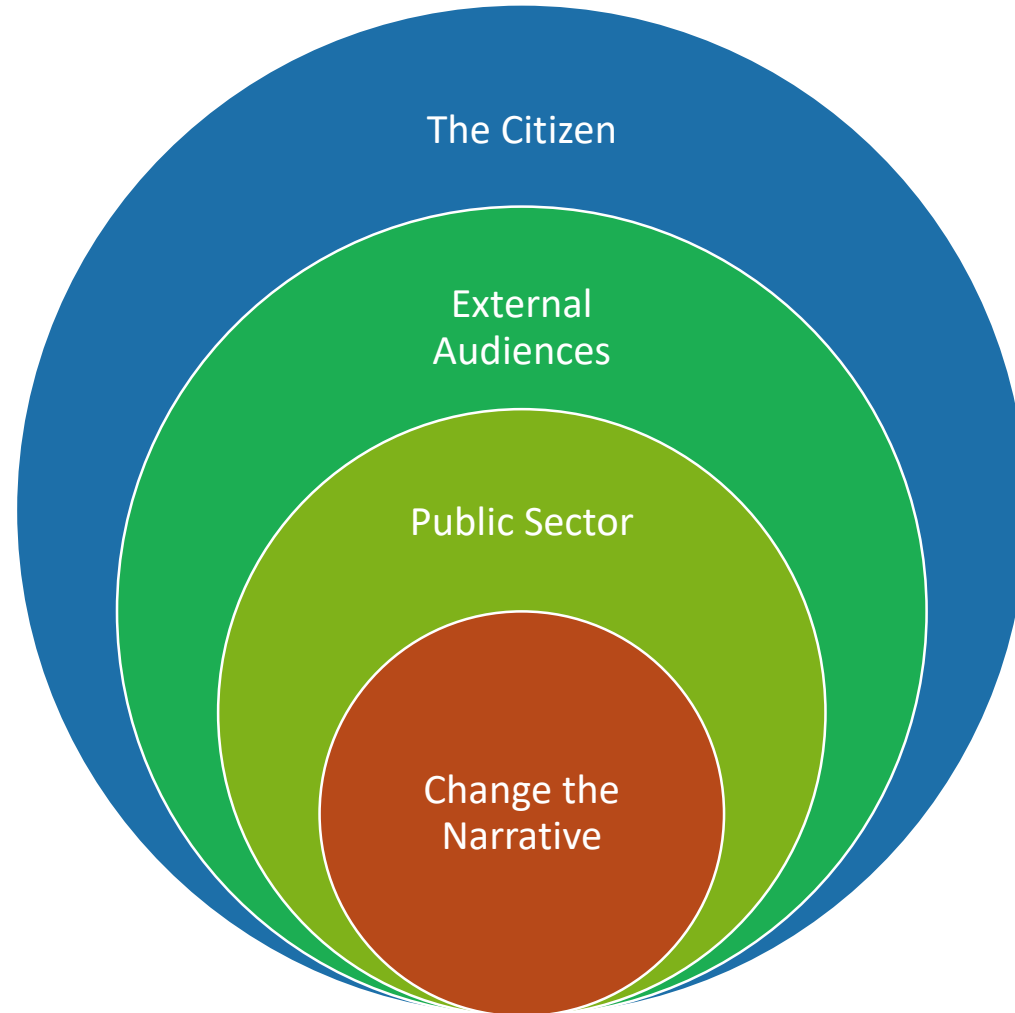 The Citizen
External
Audiences
Public Sector
Change the
Narrative